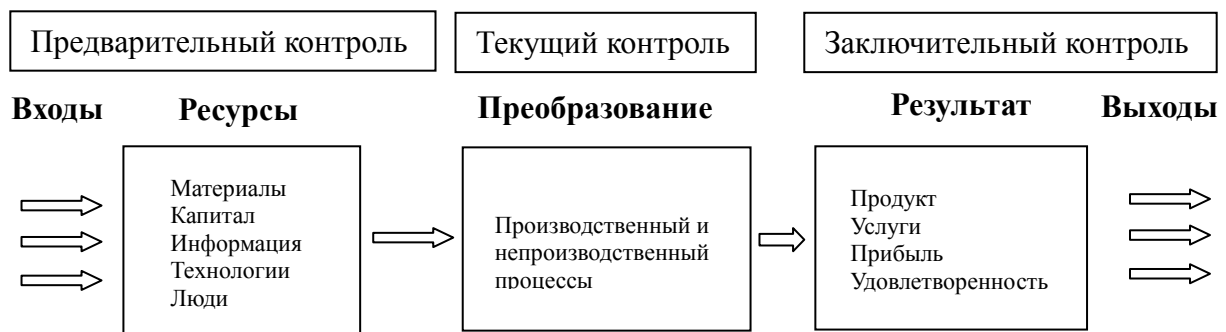 Предварительный контроль
Текущий контроль
Заключительный контроль
Входы
Ресурсы
Преобразование
Результат
Выходы
Материалы
Капитал
Информация
Технологии
Люди
Производственный и
непроизводственный
процессы
Продукт
Услуги
Прибыль
Удовлетворенность